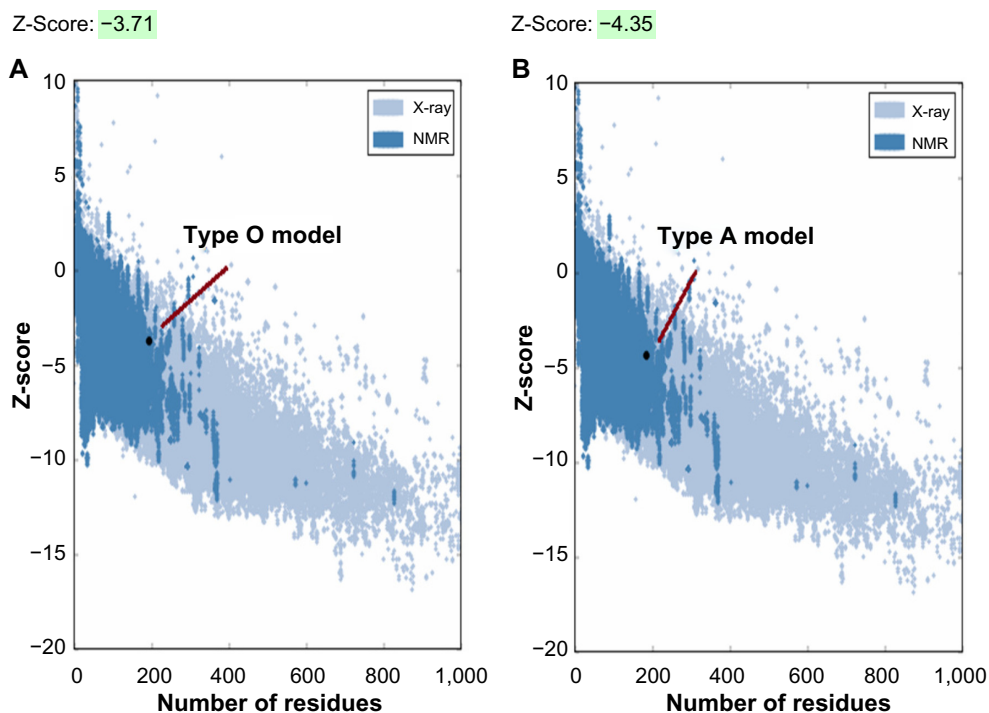 Z-Score: −3.71
Z-Score: −4.35
A
10
5
0
−5
−10
−15
−20
Z-score
X-ray
NMR
Type O model
0 200 400 600 800 1,000
Number of residues
B
10
5
0
−5
−10
−15
−20
Z-score
X-ray
NMR
Type A model
0 200 400 600 800 1,000
Number of residues